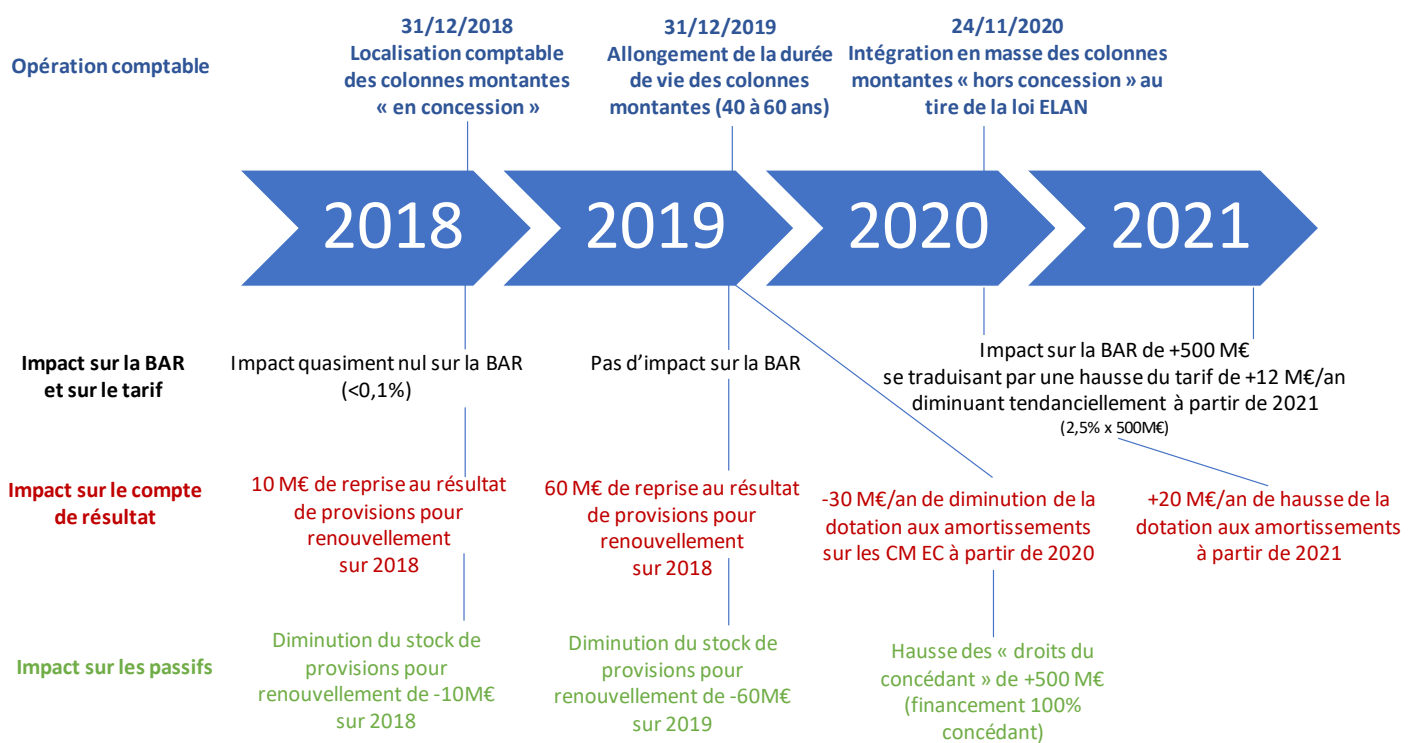 Opération comptable
31/12/2018
Localisation comptable
des colonnes montantes
« en concession »
31/12/2019
Allongement de la durée
de vie des colonnes
montantes (40 à 60 ans)
24/11/2020
Intégration en masse des colonnes
montantes « hors concession » au
tire de la loi ELAN
2018
2019
2020
2021
Impact sur la BAR
et sur le tarif
Impact quasiment nul sur la BAR
(<0,1%)
Pas d'impact sur la BAR
Impact sur la BAR de +500 M€
se traduisant par une hausse du tarif de +12 M€/an
diminuant tendanciellement à partir de 2021
(2,5% x 500M€)
Impact sur le compte
de résultat
10 M€ de reprise au résultat
de provisions pour
renouvellement
sur 2018
60 M€ de reprise au résultat
de provisions pour
renouvellement
sur 2018
-30 M€/an de diminution de la
dotation aux amortissements
sur les CM EC à partir de 2020
+20 M€/an de hausse de la
dotation aux amortissements
à partir de 2021
Impact sur les passifs
Diminution du stock de
provisions pour
renouvellement de -10M€
sur 2018
Diminution du stock de
provisions pour
renouvellement de -60M€
sur 2019
Hausse des « droits du
concédant » de +500 M€
(financement 100%
concédant)